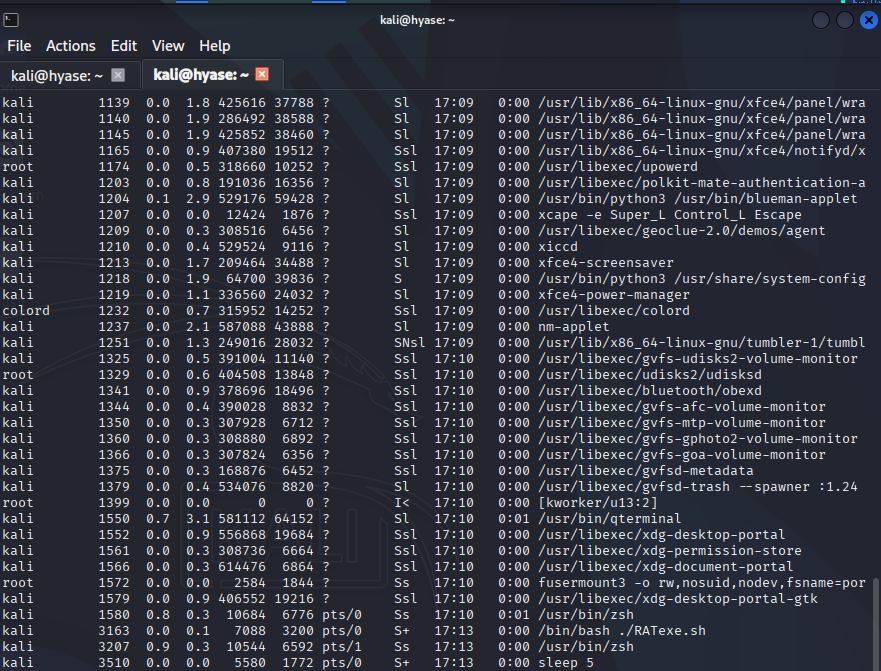 kali@hyase: ~
File Actions Edit View Help
kali@hyase: ~ kali@hyase: ~
kali 1139 0.0 1.8 425616 37788 ? Sl 17:09 0:00 /usr/lib/x86_64-linux-gnu/xfce4/panel/wra
kali 1140 0.0 1.9 286492 38588 ? Sl 17:09 0:00 /usr/lib/x86_64-linux-gnu/xfce4/panel/wra
kali 1145 0.0 1.9 425852 38460 ? Sl 17:09 0:00 /usr/lib/x86_64-linux-gnu/xfce4/panel/wra
kali 1165 0.0 0.9 407380 19512 ? Ssl 17:09 0:00 /usr/lib/x86_64-linux-gnu/xfce4/notifyd/x
root 1174 0.0 0.5 318660 10252 ? Ssl 17:09 0:00 /usr/libexec/upowerd
kali 1203 0.0 0.8 191036 16356 ? Sl 17:09 0:00 /usr/libexec/polkit-mate-authentication-a
kali 1204 0.1 2.9 529176 59428 ? Sl 17:09 0:00 /usr/bin/python3 /usr/bin/blueman-applet
kali 1207 0.0 0.0 12424 1876 ? Ssl 17:09 0:00 xcape -e Super_L Control_L Escape
kali 1209 0.0 0.3 308516 6456 ? Sl 17:09 0:00 /usr/libexec/geoclue-2.0/demos/agent
kali 1210 0.0 0.4 529524 9116 ? Sl 17:09 0:00 xiccd
kali 1213 0.0 1.7 209464 34488 ? Sl 17:09 0:00 xfce4-screensaver
kali 1218 0.0 1.9 64700 39836 ? S 17:09 0:00 /usr/bin/python3 /usr/share/system-config
kali 1219 0.0 1.1 336560 24032 ? Sl 17:09 0:00 xfce4-power-manager
colord 1232 0.0 0.7 315952 14252 ? Ssl 17:09 0:00 /usr/libexec/colord
kali 1237 0.0 2.1 587088 43888 ? Sl 17:09 0:00 nm-applet
kali 1251 0.0 1.3 249016 28032 ? SNsl 17:09 0:00 /usr/lib/x86_64-linux-gnu/tumbler-1/tumbl
kali 1325 0.0 0.5 391004 11140 ? Ssl 17:10 0:00 /usr/libexec/gvfs-udisks2-volume-monitor
root 1329 0.0 0.6 404508 13848 ? Ssl 17:10 0:00 /usr/libexec/udisks2/udisksd
kali 1341 0.0 0.9 378696 18496 ? Ssl 17:10 0:00 /usr/libexec/bluetooth/obexd
kali 1344 0.0 0.4 390028 8832 ? Ssl 17:10 0:00 /usr/libexec/gvfs-afc-volume-monitor
kali 1350 0.0 0.3 307928 6712 ? Ssl 17:10 0:00 /usr/libexec/gvfs-mtp-volume-monitor
kali 1360 0.0 0.3 308880 6892 ? Ssl 17:10 0:00 /usr/libexec/gvfs-gphoto2-volume-monitor
kali 1366 0.0 0.3 307824 6356 ? Ssl 17:10 0:00 /usr/libexec/gvfs-goa-volume-monitor
kali 1375 0.0 0.3 168876 6452 ? Ssl 17:10 0:00 /usr/libexec/gvfsd-metadata
kali 1379 0.0 0.4 534076 8820 ? Sl 17:10 0:00 /usr/libexec/gvfsd-trash --spawner :1.24
root 1399 0.0 0.0 0 0 ? I< 17:10 0:00 [kworker/u13:2]
kali 1550 0.7 3.1 581112 64152 ? Sl 17:10 0:01 /usr/bin/qterminal
kali 1552 0.0 0.9 556868 19684 ? Ssl 17:10 0:00 /usr/libexec/xdg-desktop-portal
kali 1561 0.0 0.3 308736 6664 ? Ssl 17:10 0:00 /usr/libexec/xdg-permission-store
kali 1566 0.0 0.3 614476 6864 ? Ssl 17:10 0:00 /usr/libexec/xdg-document-portal
root 1572 0.0 0.0 2584 1844 ? Ss 17:10 0:00 fusermount3 -o rw,nosuid,nodev,fsname=por
kali 1579 0.0 0.9 406552 19216 ? Ssl 17:10 0:00 /usr/libexec/xdg-desktop-portal-gtk
kali 1580 0.8 0.3 10684 6776 pts/0 Ss 17:10 0:01 /usr/bin/zsh
kali 3163 0.0 0.1 7088 3200 pts/0 S+ 17:13 0:00 /bin/bash ./RATexe.sh
kali 3207 0.9 0.3 10544 6592 pts/1 Ss 17:13 0:00 /usr/bin/zsh
kali 3510 0.0 0.0 5580 1772 pts/0 S+ 17:13 0:00 sleep 5